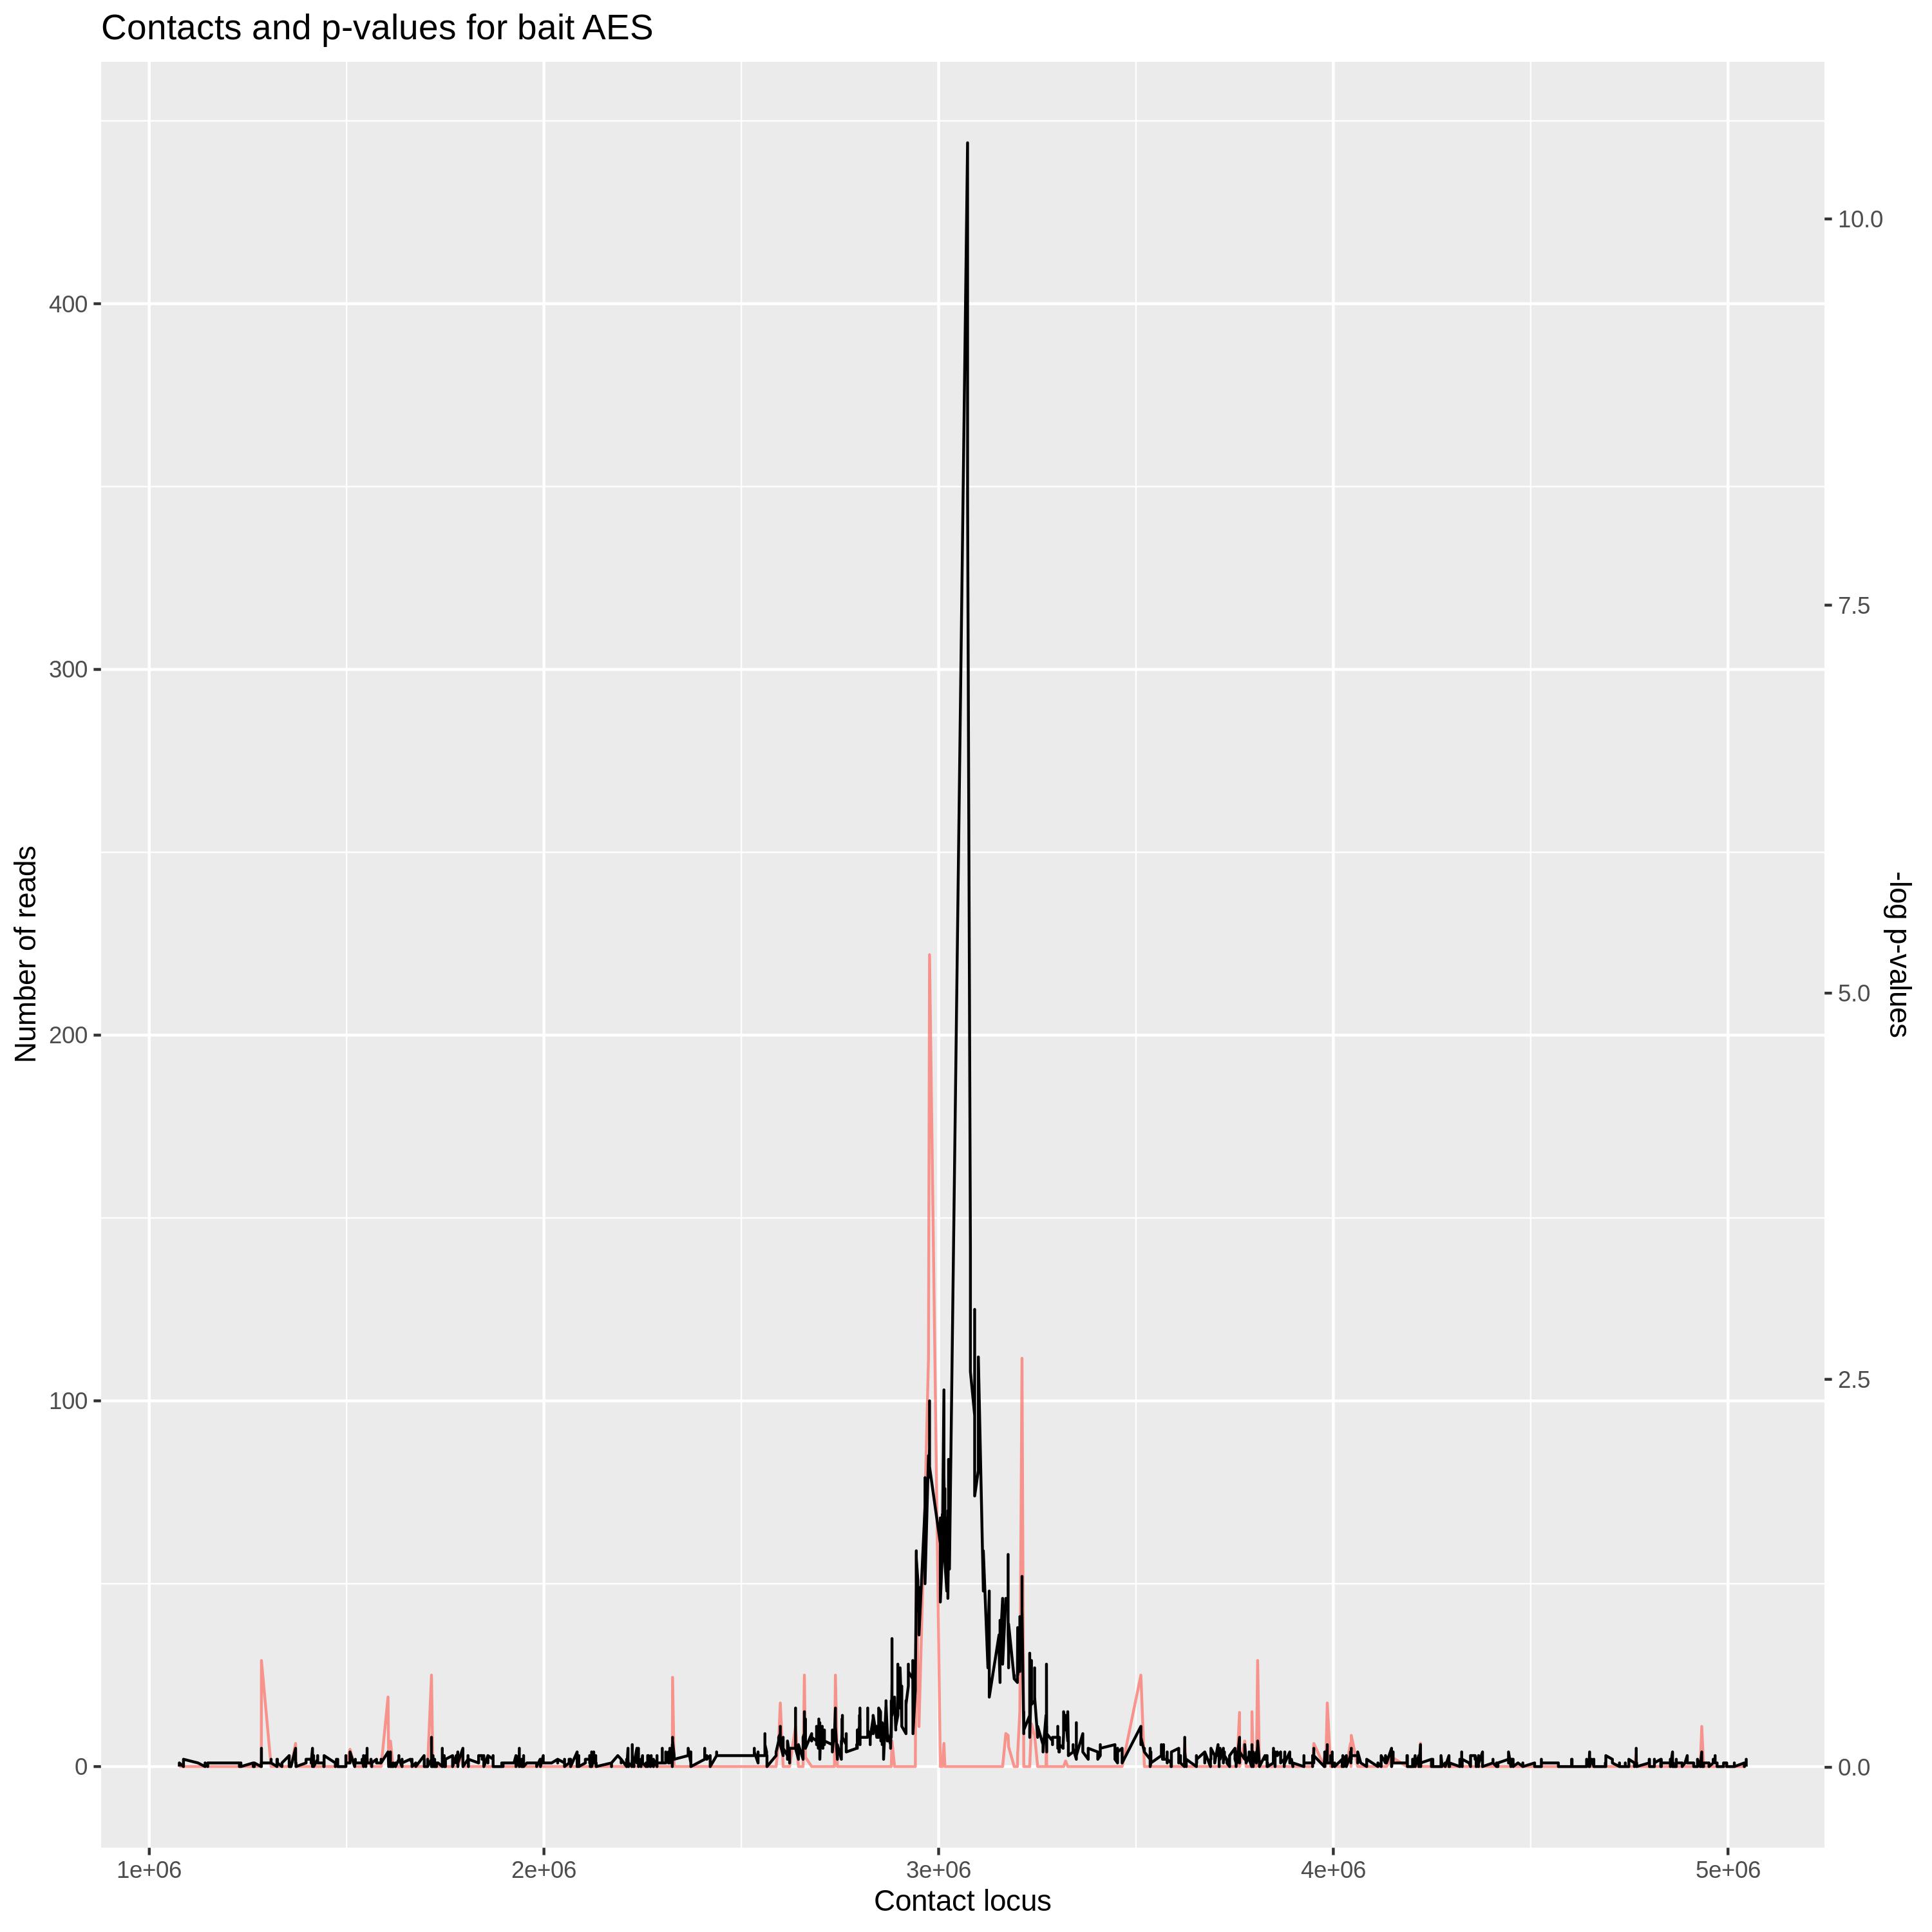 Contacts and p-values for bait AES
Number of reads
400
300
200
100
0
10.0
7.5
5.0
2.5
0.0
-log p-values
1e+06
2e+06
3e+06
4e+06
5e+06
Contact locus